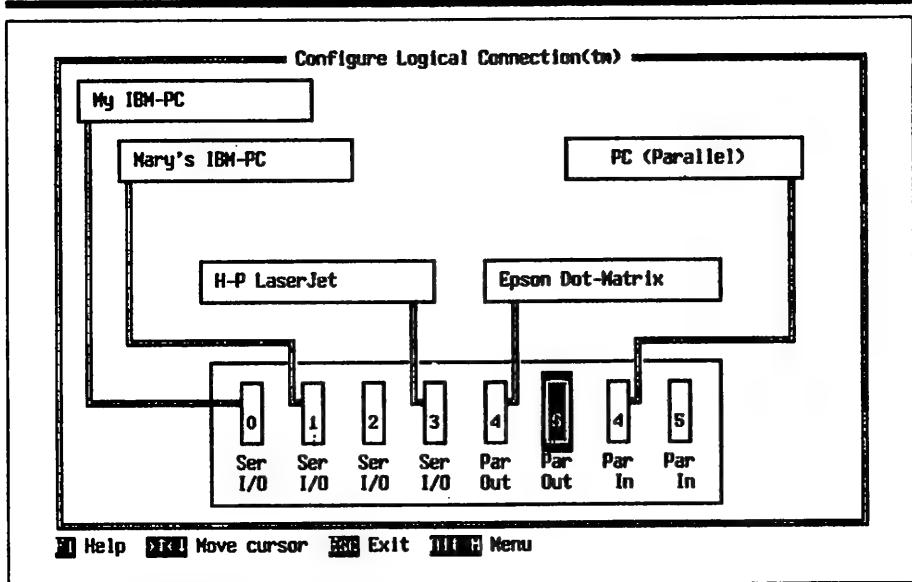 Configure Logical Connection(tm)
My IBM-PC
Mary's IBM-PC
PC (Parallel)
H-P LaserJet
Epson Dot-Matrix
0 1 2 3 4 4 5
Ser Ser Ser Ser Par Par Par Par
I/O I/O I/O I/O Out Out In In
Help Move cursor Exit Menu